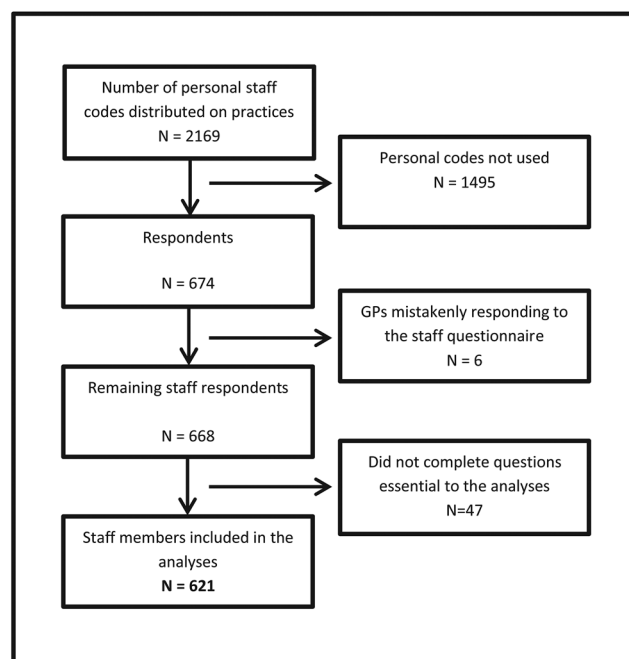 Number of personal staff
codes distributed on practices
N = 2169
Personal codes not used
N = 1495
Respondents
N = 674
GPs mistakenly responding to
the staff questionnaire
N = 6
Remaining staff respondents
N = 668
Did not complete questions
essential to the analyses
N=47
Staff members included in the
analyses
N = 621